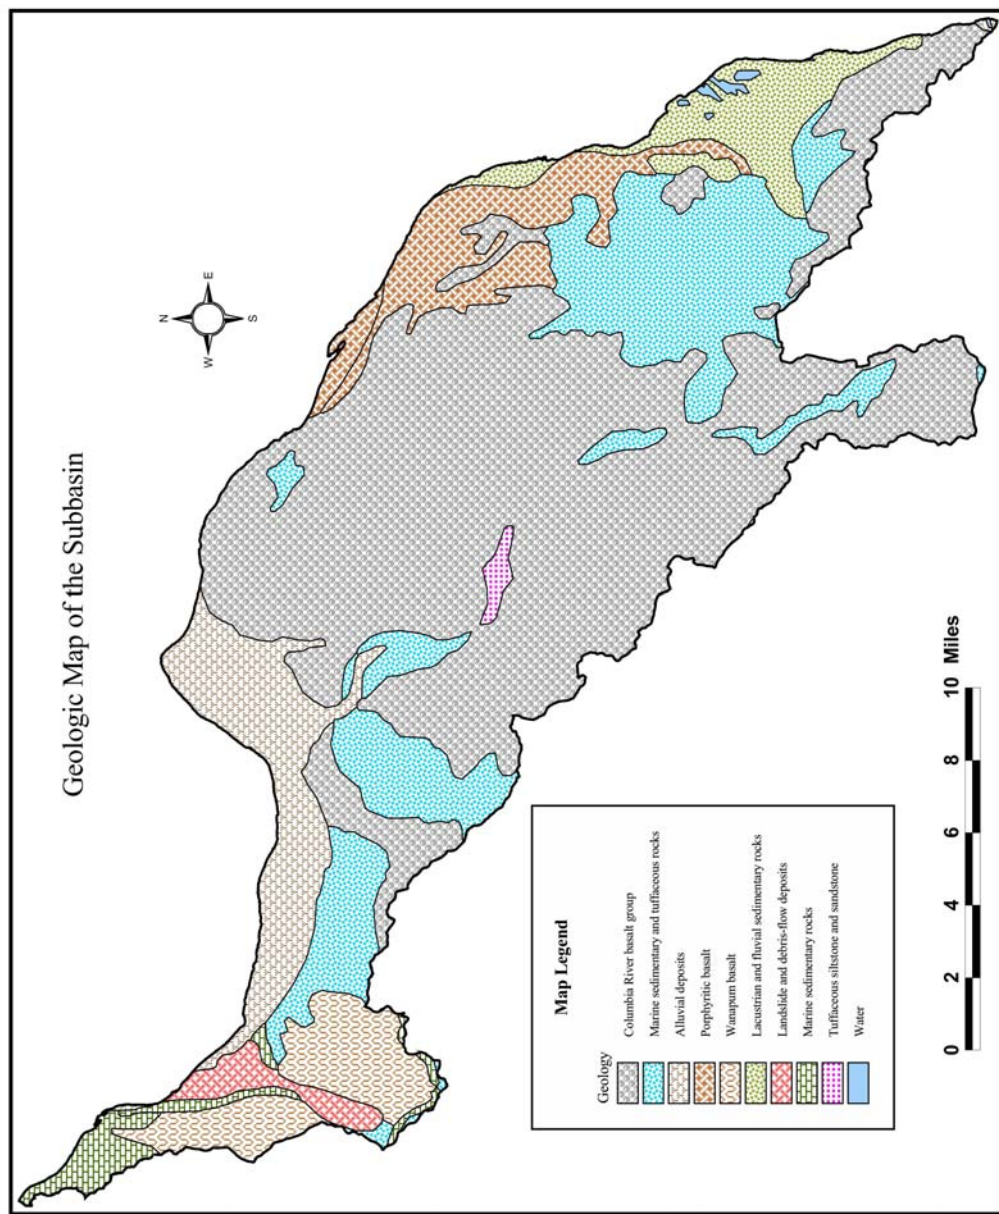 Geologic Map of the Subbasin
N
W
E
S
Map Legend
Geology
Columbia River basalt group
Marine sedimentary and tuffaceous rocks
Alluvial deposits
Porphyritic basalt
Wanapum basalt
Lacustrian and fluvial sedimentary rocks
Landslide and debris-flow deposits
Marine sedimentary rocks
Tuffaceous siltstone and sandstone
Water
0 2 4 6 8 10 Miles